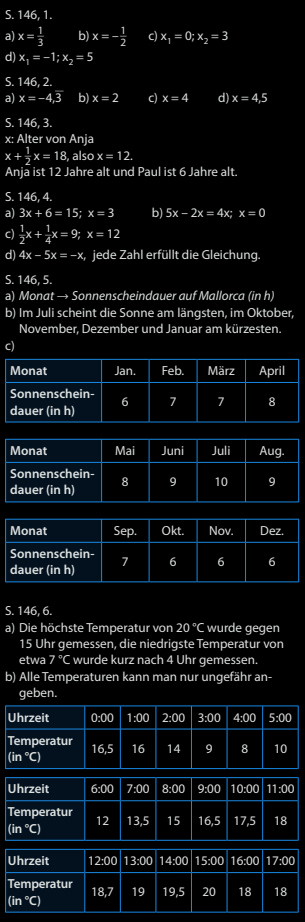 S. 146, 1.
a) x = 1/3 b) x = –1/2 c) x₁ = 0; x₂ = 3
d) x₁ = –1; x₂ = 5
S. 146, 2.
a) x = –4,3̅ b) x = 2 c) x = 4 d) x = 4,5
S. 146, 3.
x: Alter von Anja
x + 1/2 x = 18, also x = 12.
Anja ist 12 Jahre alt und Paul ist 6 Jahre alt.
S. 146, 4.
a) 3x + 6 = 15; x = 3 b) 5x – 2x = 4x; x = 0
c) 1/2 x + 1/4 x = 9; x = 12
d) 4x – 5x = –x, jede Zahl erfüllt die Gleichung.
S. 146, 5.
a) Monat → Sonnenscheindauer auf Mallorca (in h)
b) Im Juli scheint die Sonne am längsten, im Oktober,
November, Dezember und Januar am kürzesten.
c)
Monat Jan. Feb. März April
Sonnenschein-
dauer (in h) 6 7 7 8
Monat Mai Juni Juli Aug.
Sonnenschein-
dauer (in h) 8 9 10 9
Monat Sep. Okt. Nov. Dez.
Sonnenschein-
dauer (in h) 7 6 6 6
S. 146, 6.
a) Die höchste Temperatur von 20 °C wurde gegen
15 Uhr gemessen, die niedrigste Temperatur von
etwa 7 °C wurde kurz nach 4 Uhr gemessen.
b) Alle Temperaturen kann man nur ungefähr an-
geben.
Uhrzeit 0:00 1:00 2:00 3:00 4:00 5:00
Temperatur
(in °C) 16,5 16 14 9 8 10
Uhrzeit 6:00 7:00 8:00 9:00 10:00 11:00
Temperatur
(in °C) 12 13,5 15 16,5 17,5 18
Uhrzeit 12:00 13:00 14:00 15:00 16:00 17:00
Temperatur
(in °C) 18,7 19 19,5 20 18 18